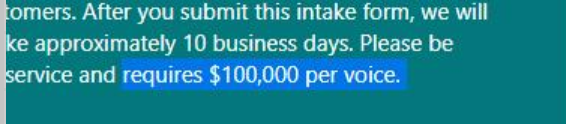 tomers. After you submit this intake form, we will
ke approximately 10 business days. Please be
service and requires $100,000 per voice.